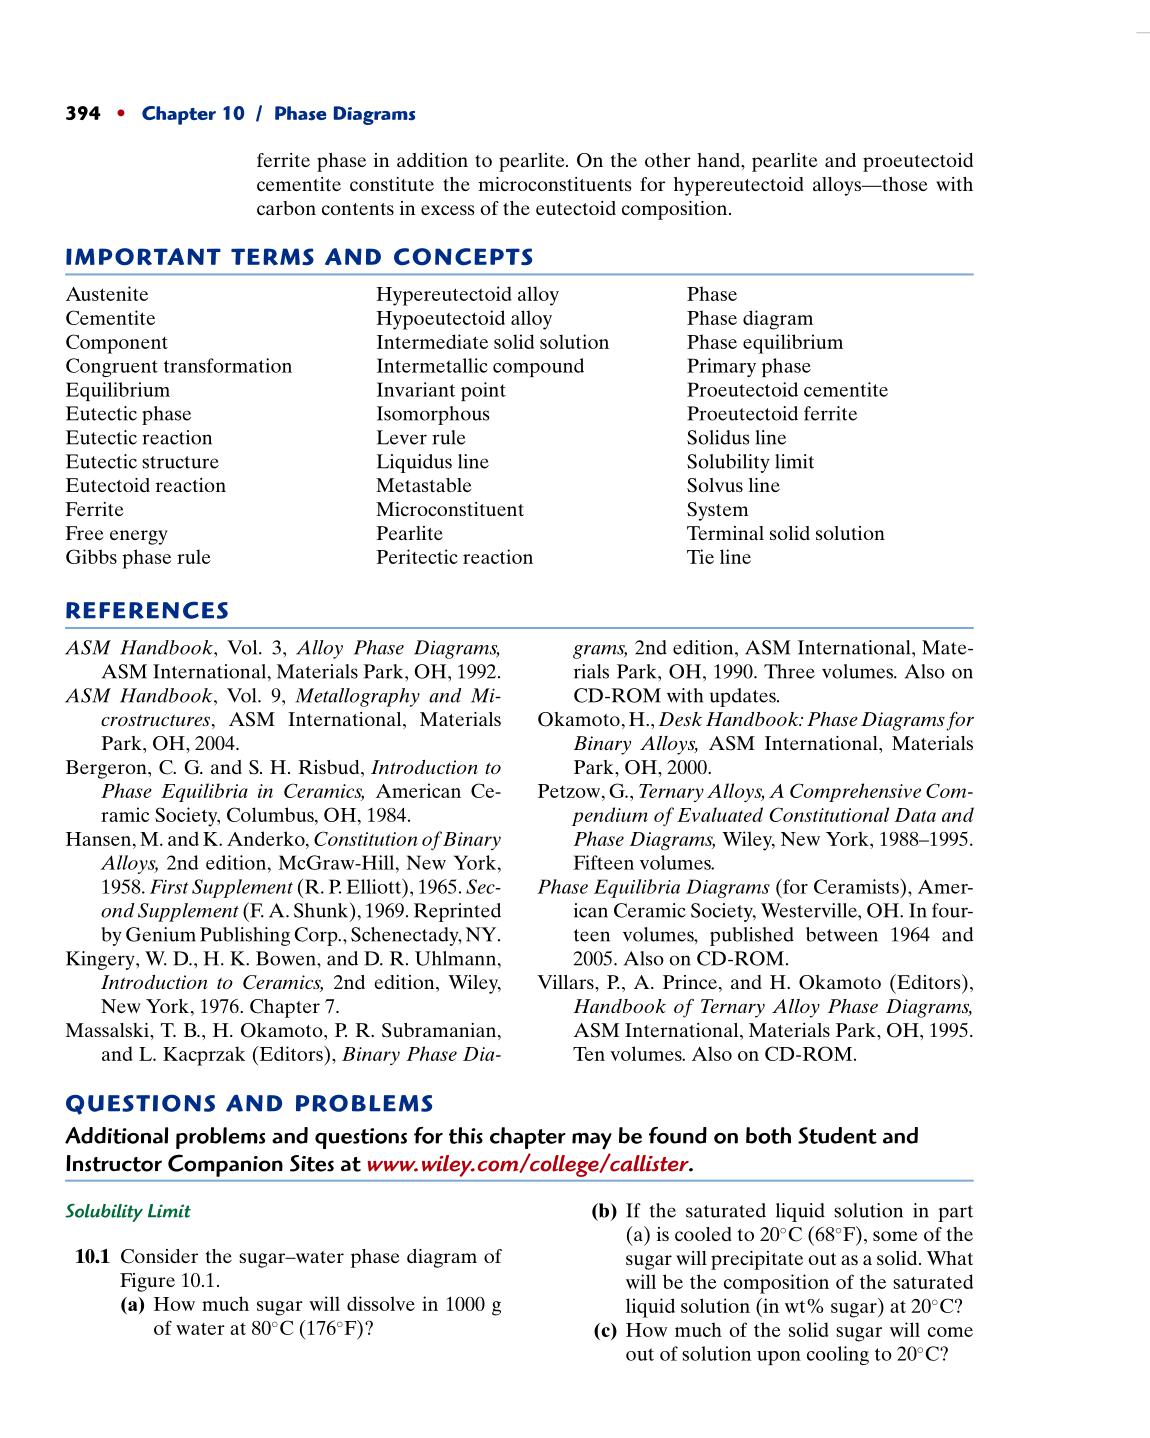 394 • Chapter 10 / Phase Diagrams
ferrite phase in addition to pearlite. On the other hand, pearlite and proeutectoid
cementite constitute the microconstituents for hypereutectoid alloys—those with
carbon contents in excess of the eutectoid composition.
IMPORTANT TERMS AND CONCEPTS
Austenite
Cementite
Component
Congruent transformation
Equilibrium
Eutectic phase
Eutectic reaction
Eutectic structure
Eutectoid reaction
Ferrite
Free energy
Gibbs phase rule
Hypereutectoid alloy
Hypoeutectoid alloy
Intermediate solid solution
Intermetallic compound
Invariant point
Isomorphous
Lever rule
Liquidus line
Metastable
Microconstituent
Pearlite
Peritectic reaction
Phase
Phase diagram
Phase equilibrium
Primary phase
Proeutectoid cementite
Proeutectoid ferrite
Solidus line
Solubility limit
Solvus line
System
Terminal solid solution
Tie line
REFERENCES
ASM Handbook, Vol. 3, Alloy Phase Diagrams,
ASM International, Materials Park, OH, 1992.
ASM Handbook, Vol. 9, Metallography and Mi-
crostructures, ASM International, Materials
Park, OH, 2004.
Bergeron, C. G. and S. H. Risbud, Introduction to
Phase Equilibria in Ceramics, American Ce-
ramic Society, Columbus, OH, 1984.
Hansen, M. and K. Anderko, Constitution of Binary
Alloys, 2nd edition, McGraw-Hill, New York,
1958. First Supplement (R. P. Elliott), 1965. Sec-
ond Supplement (F. A. Shunk), 1969. Reprinted
by Genium Publishing Corp., Schenectady, NY.
Kingery, W. D., H. K. Bowen, and D. R. Uhlmann,
Introduction to Ceramics, 2nd edition, Wiley,
New York, 1976. Chapter 7.
Massalski, T. B., H. Okamoto, P. R. Subramanian,
and L. Kacprzak (Editors), Binary Phase Dia-
grams, 2nd edition, ASM International, Mate-
rials Park, OH, 1990. Three volumes. Also on
CD-ROM with updates.
Okamoto, H., Desk Handbook: Phase Diagrams for
Binary Alloys, ASM International, Materials
Park, OH, 2000.
Petzow, G., Ternary Alloys, A Comprehensive Com-
pendium of Evaluated Constitutional Data and
Phase Diagrams, Wiley, New York, 1988–1995.
Fifteen volumes.
Phase Equilibria Diagrams (for Ceramists), Amer-
ican Ceramic Society, Westerville, OH. In four-
teen volumes, published between 1964 and
2005. Also on CD-ROM.
Villars, P., A. Prince, and H. Okamoto (Editors),
Handbook of Ternary Alloy Phase Diagrams,
ASM International, Materials Park, OH, 1995.
Ten volumes. Also on CD-ROM.
QUESTIONS AND PROBLEMS
Additional problems and questions for this chapter may be found on both Student and
Instructor Companion Sites at www.wiley.com/college/callister.
Solubility Limit
10.1 Consider the sugar–water phase diagram of
Figure 10.1.
(a) How much sugar will dissolve in 1000 g
of water at 80°C (176°F)?
(b) If the saturated liquid solution in part
(a) is cooled to 20°C (68°F), some of the
sugar will precipitate out as a solid. What
will be the composition of the saturated
liquid solution (in wt% sugar) at 20°C?
(c) How much of the solid sugar will come
out of solution upon cooling to 20°C?